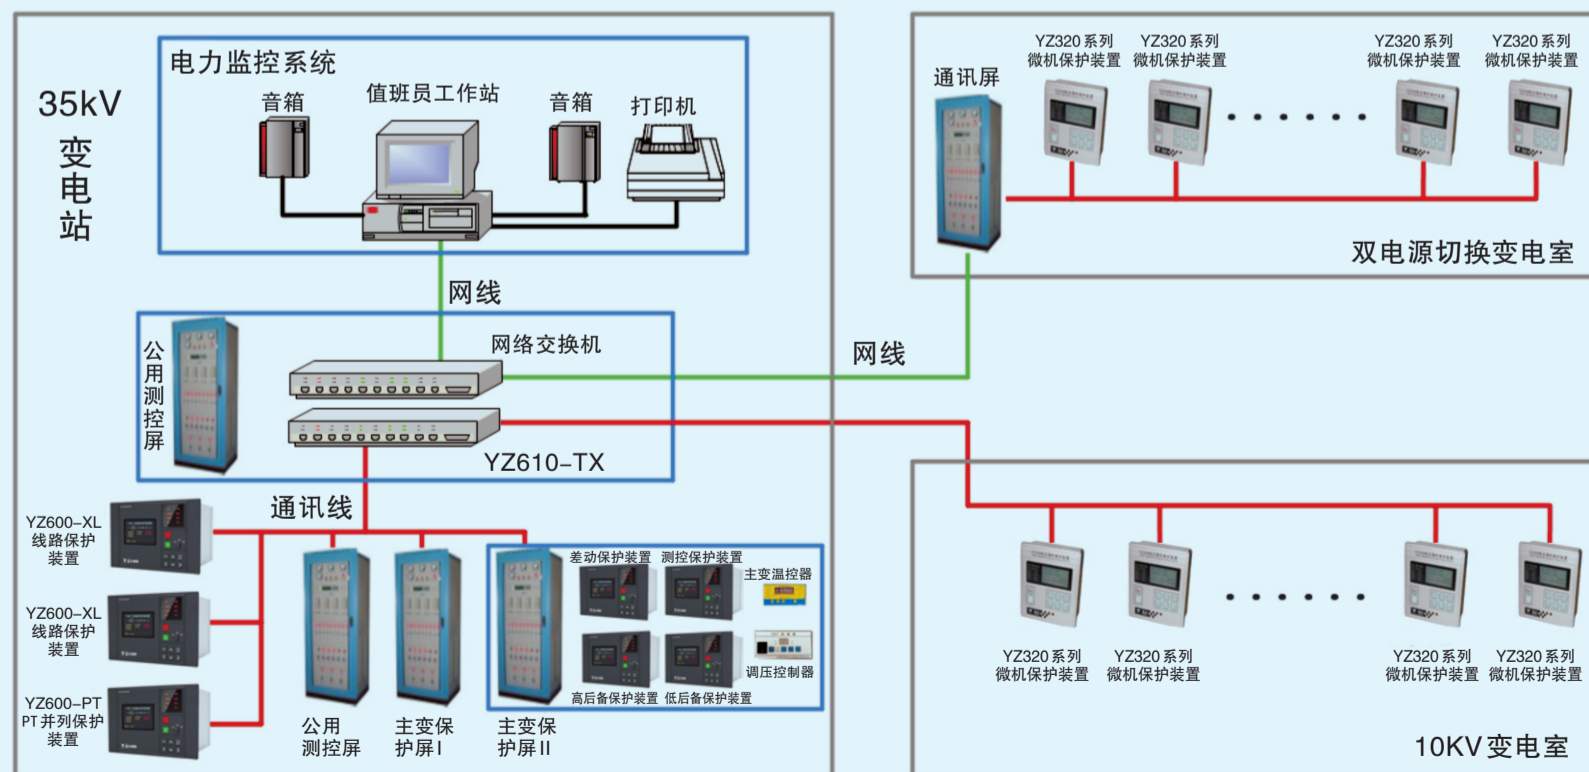 35kV
变
电
站
电力监控系统
音箱
值班员工作站
音箱
打印机
网线
公
用
测
控
屏
网络交换机
YZ610-TX
网线
通讯线
YZ600-XL
线路保护
装置
YZ600-XL
线路保护
装置
YZ600-PT
PT并列保护
装置
公用
测控屏
主变保
护屏I
主变保
护屏II
差动保护装置
测控保护装置
主变温控器
高后备保护装置
低后备保护装置
调压控制器
通讯屏
YZ320系列
微机保护装置
YZ320系列
微机保护装置
YZ320系列
微机保护装置
YZ320系列
微机保护装置
双电源切换变电室
YZ320系列
微机保护装置
YZ320系列
微机保护装置
YZ320系列
微机保护装置
YZ320系列
微机保护装置
10KV变电室